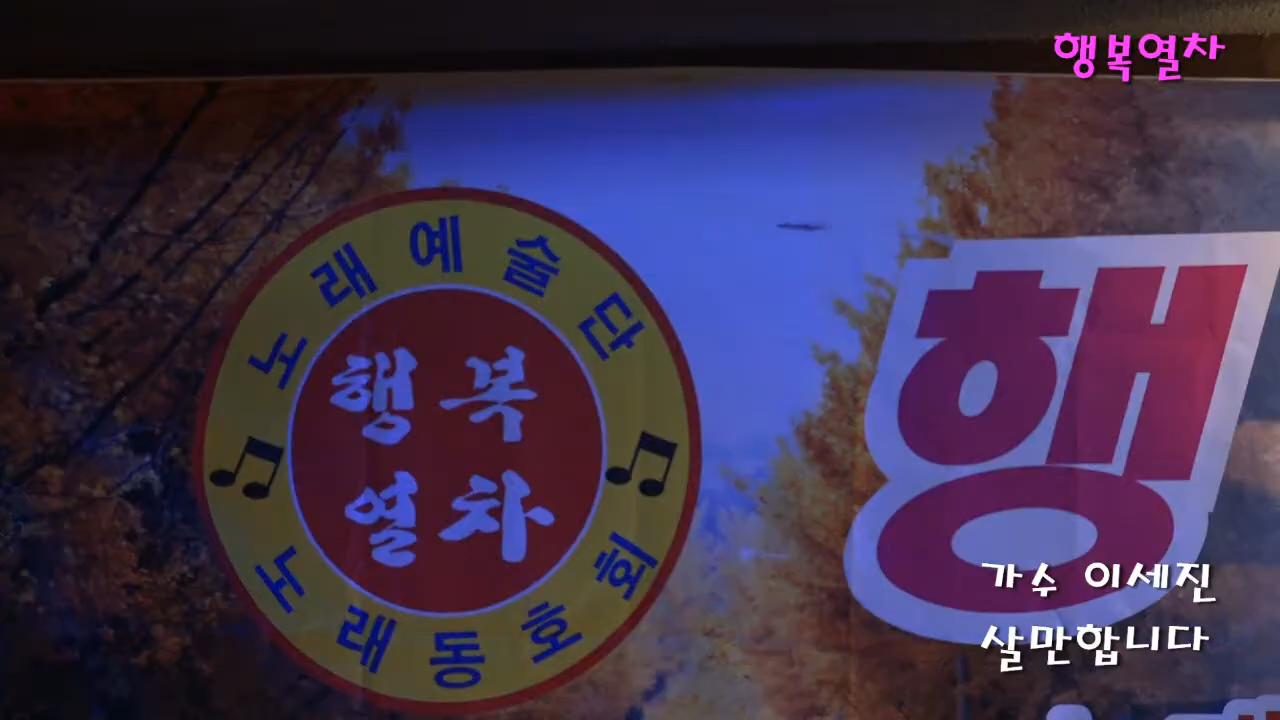 행복열차
노래예술단
행복
열차
노래동호회
행
가수 이세진
살만합니다